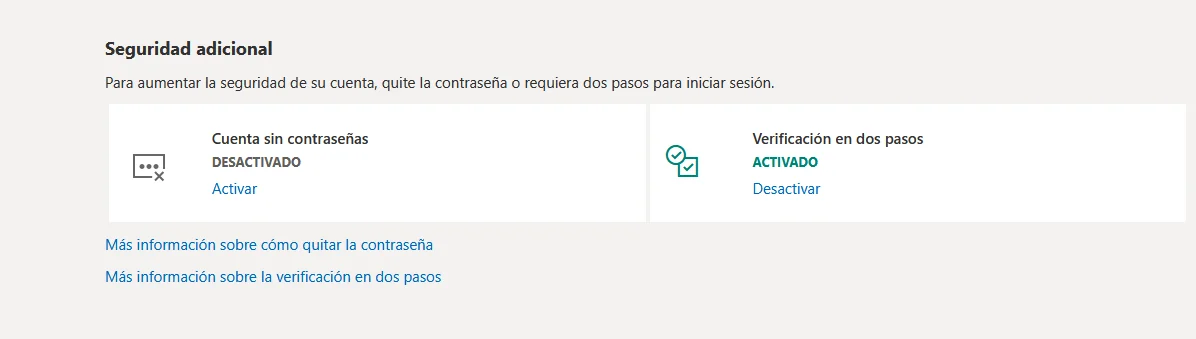 Seguridad adicional
Para aumentar la seguridad de su cuenta, quite la contraseña o requiera dos pasos para iniciar sesión.
Cuenta sin contraseñas
DESACTIVADO
Activar
Verificación en dos pasos
ACTIVADO
Desactivar
Más información sobre cómo quitar la contraseña
Más información sobre la verificación en dos pasos